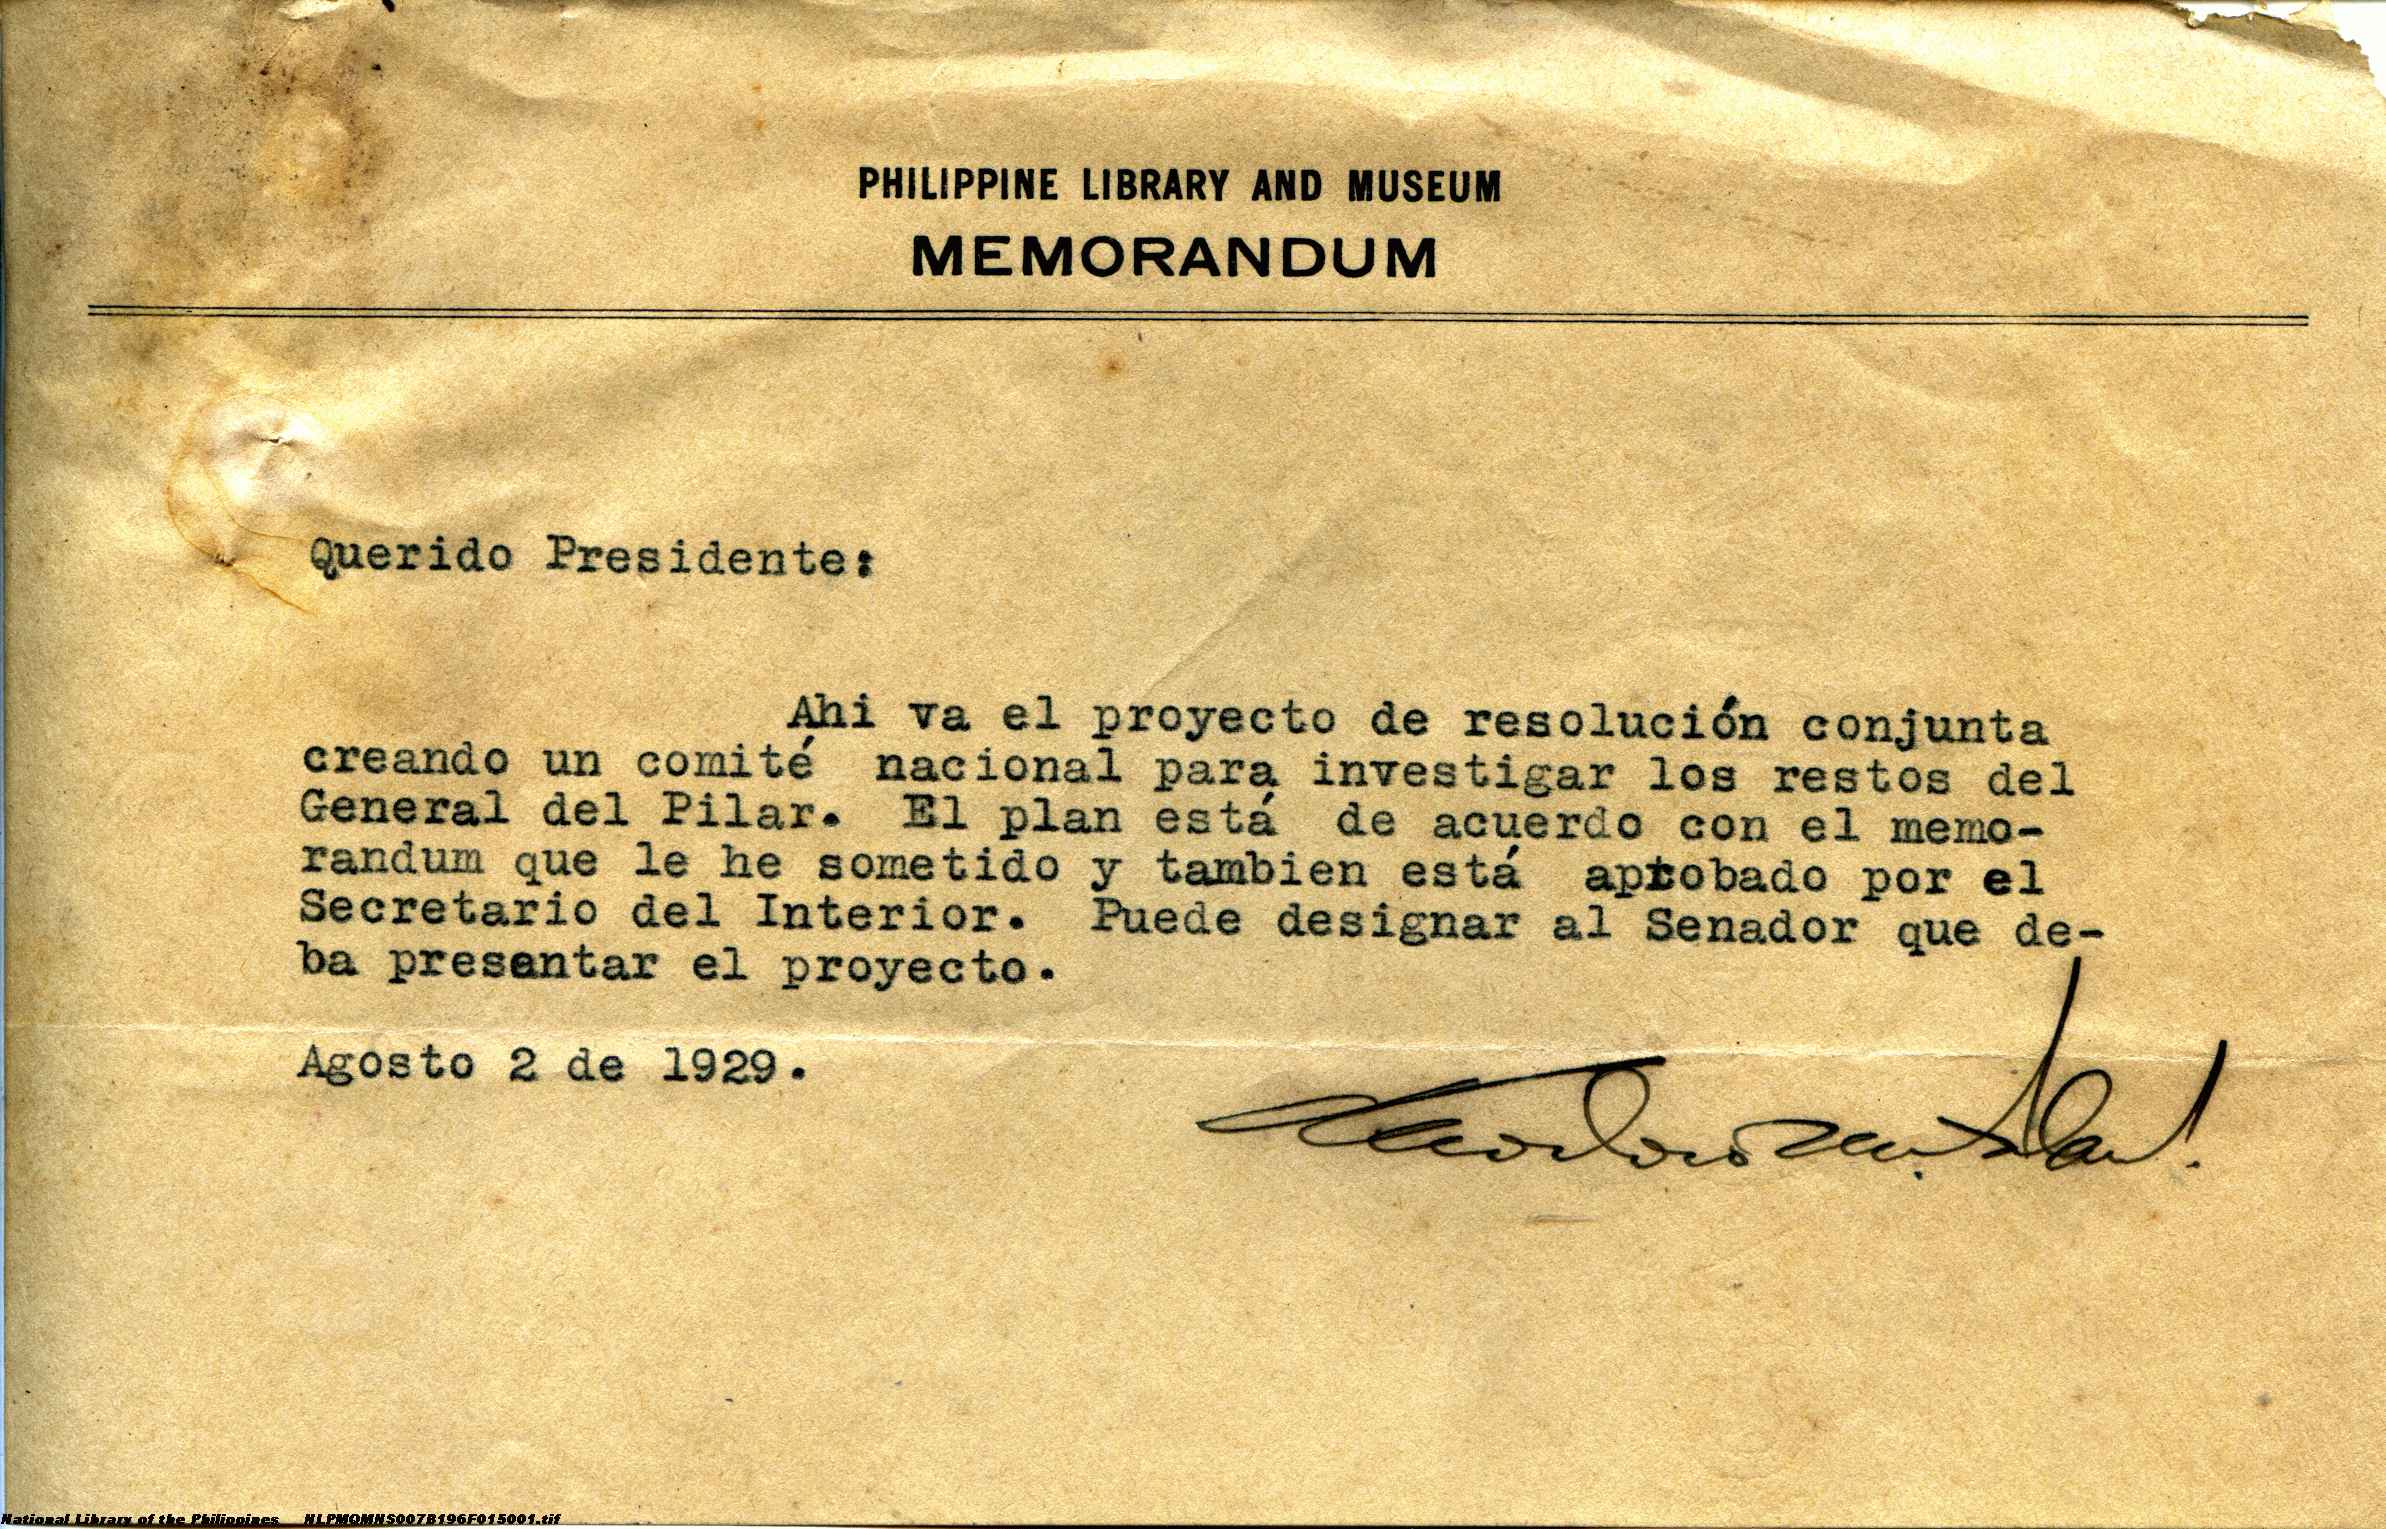 PHILIPPINE LIBRARY AND MUSEUM
MEMORANDUM
Querido Presidente:
Ahi va el proyecto de resolución conjunta
creando un comité nacional para investigar los restos del
General del Pilar. El plan está de acuerdo con el memo-
randum que le he sometido y tambien está aprobado por el
Secretario del Interior. Puede designar al Senador que de-
ba presentar el proyecto.
Agosto 2 de 1929.
Teodoro M. Kalaw
National Library of the Philippines NLPMQMNS007B196F015001.tif